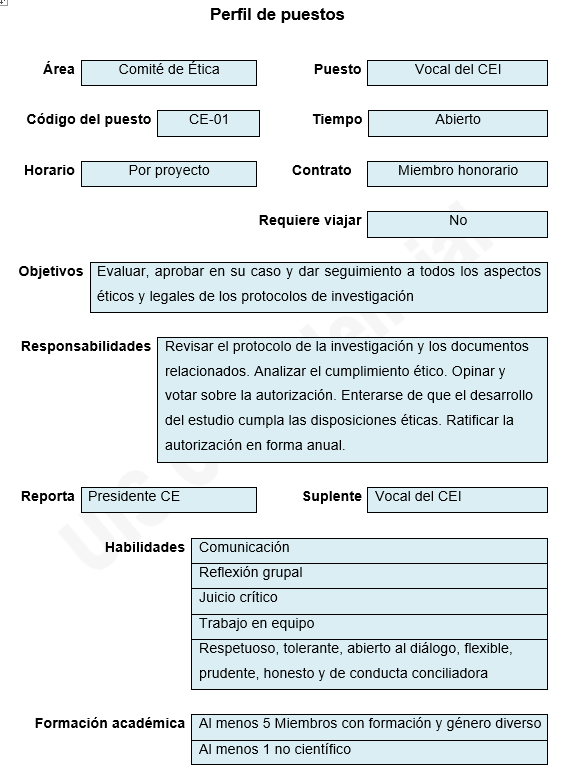 Perfil de puestos
Área Comité de Ética Puesto Vocal del CEI
Código del puesto CE-01 Tiempo Abierto
Horario Por proyecto Contrato Miembro honorario
Requiere viajar No
Objetivos Evaluar, aprobar en su caso y dar seguimiento a todos los aspectos
éticos y legales de los protocolos de investigación
Responsabilidades Revisar el protocolo de la investigación y los documentos
relacionados. Analizar el cumplimiento ético. Opinar y
votar sobre la autorización. Enterarse de que el desarrollo
del estudio cumpla las disposiciones éticas. Ratificar la
autorización en forma anual.
Reporta Presidente CE Suplente Vocal del CEI
Habilidades Comunicación
Reflexión grupal
Juicio crítico
Trabajo en equipo
Respetuoso, tolerante, abierto al diálogo, flexible,
prudente, honesto y de conducta conciliadora
Formación académica Al menos 5 Miembros con formación y género diverso
Al menos 1 no científico